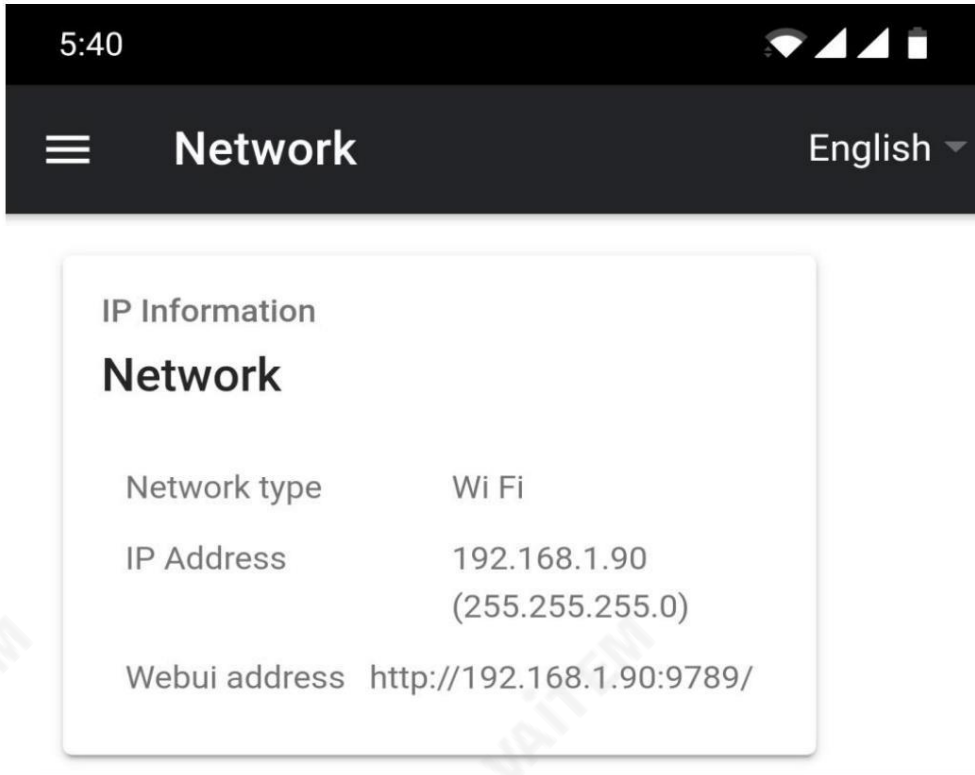 5:40
Network
English
IP Information
Network
Network type Wi Fi
IP Address 192.168.1.90
(255.255.255.0)
Webui address http://192.168.1.90:9789/
VAITEM